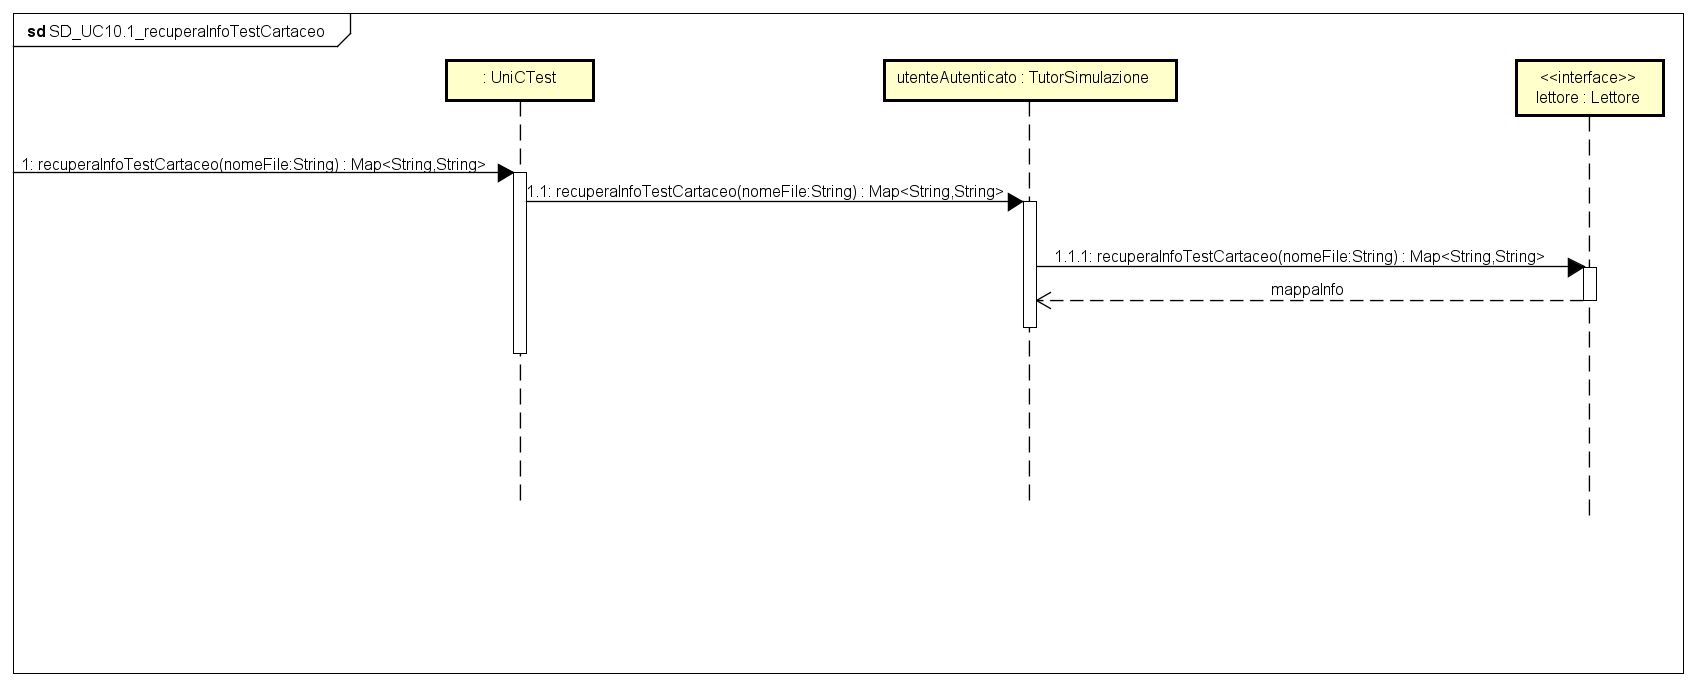 sd SD_UC10.1_recuperaInfoTestCartaceo
: UniCTest
utenteAutenticato : TutorSimulazione
<<interface>>
lettore : Lettore
1: recuperaInfoTestCartaceo(nomeFile:String) : Map<String,String>
1.1: recuperaInfoTestCartaceo(nomeFile:String) : Map<String,String>
1.1.1: recuperaInfoTestCartaceo(nomeFile:String) : Map<String,String>
mappaInfo